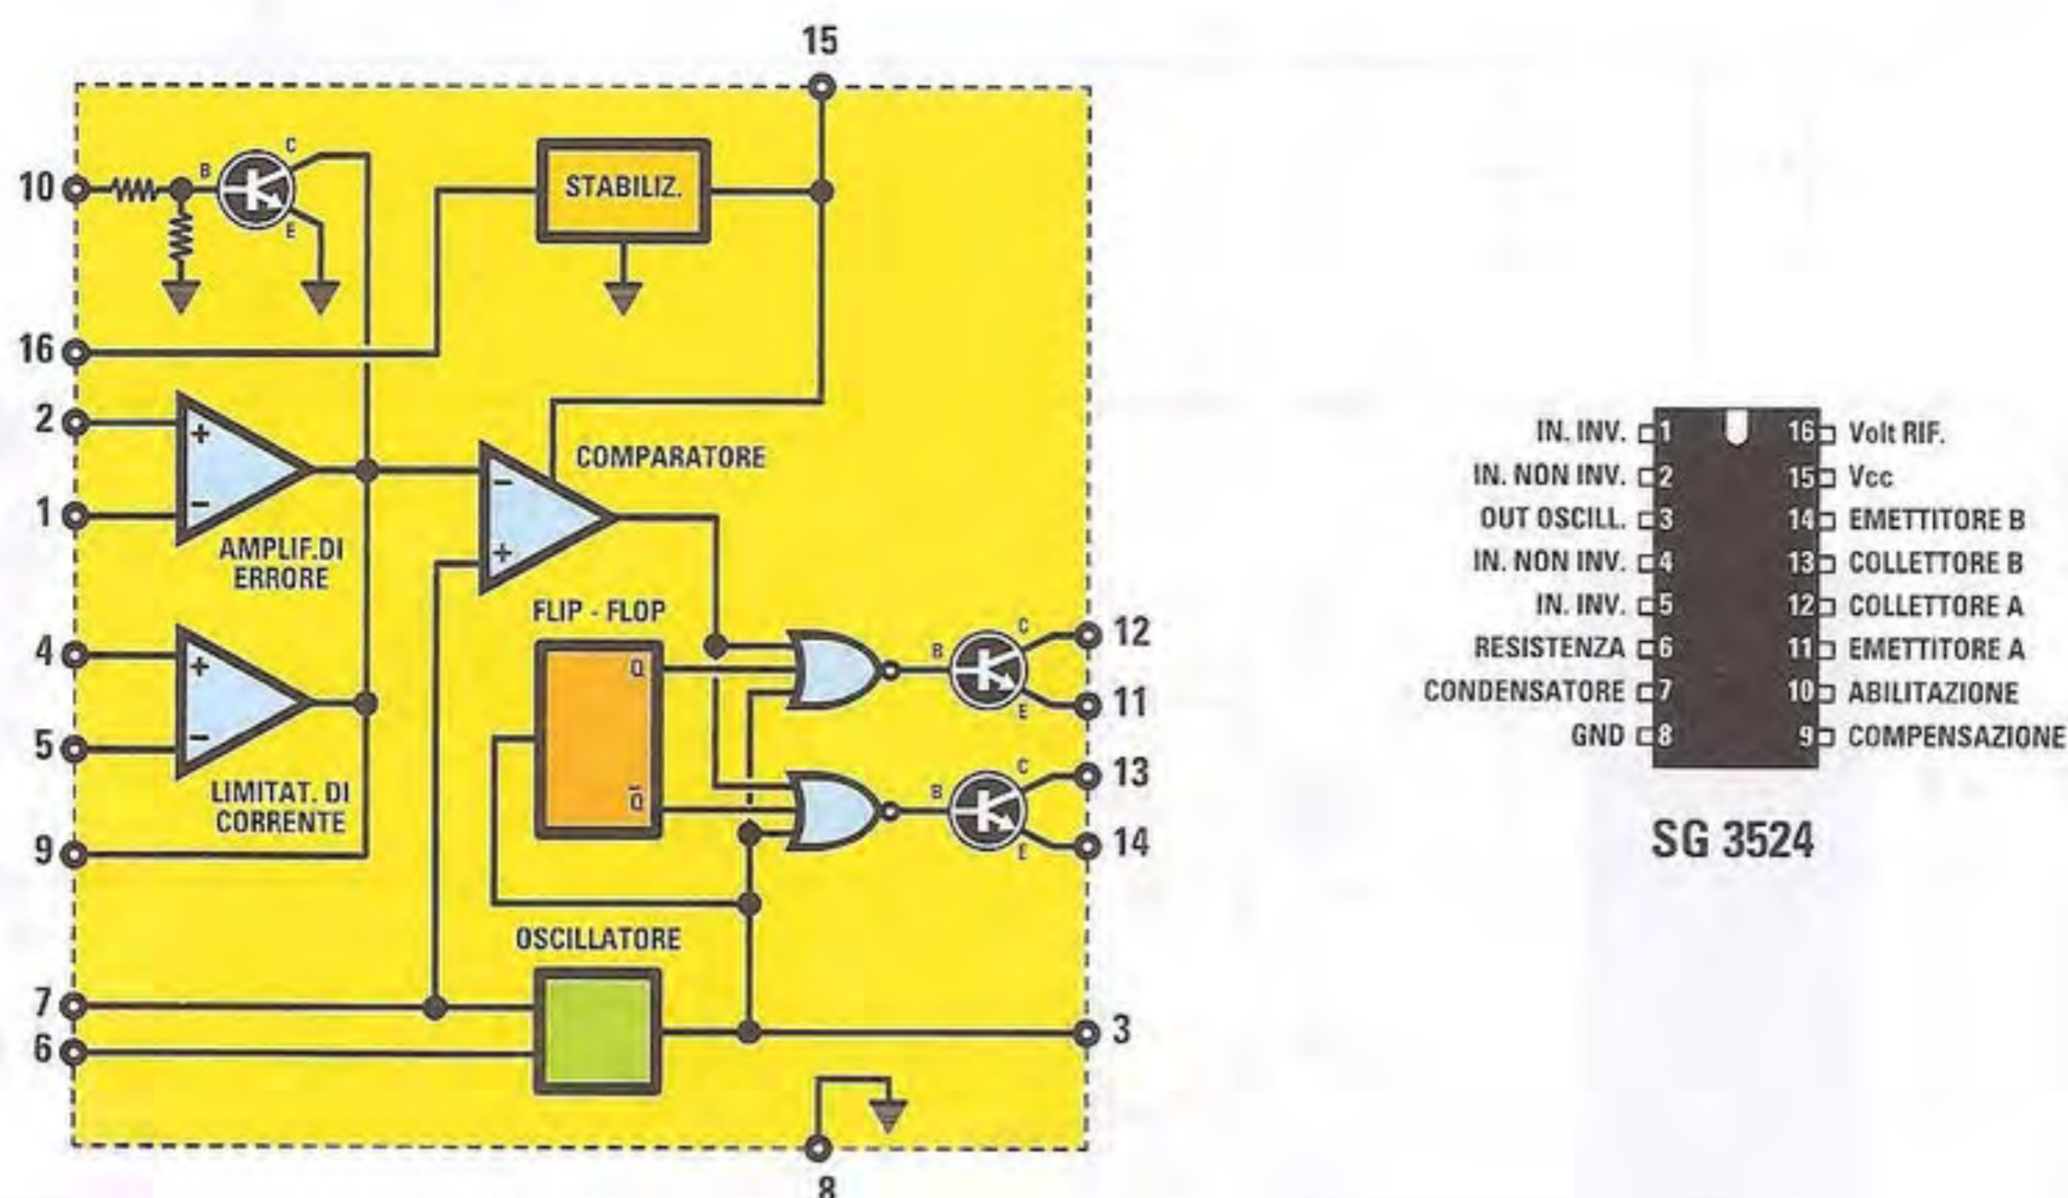 15
10
B
C
E
STABILIZ.
16
2
+
1
−
AMPLIF.DI
ERRORE
COMPARATORE
−
+
4
+
5
−
LIMITAT. DI
CORRENTE
9
FLIP - FLOP
Q
Q̄
B
C
E
12
11
B
C
E
13
14
OSCILLATORE
7
6
3
8
IN. INV. 1 16 Volt RIF.
IN. NON INV. 2 15 Vcc
OUT OSCILL. 3 14 EMETTITORE B
IN. NON INV. 4 13 COLLETTORE B
IN. INV. 5 12 COLLETTORE A
RESISTENZA 6 11 EMETTITORE A
CONDENSATORE 7 10 ABILITAZIONE
GND 8 9 COMPENSAZIONE
SG 3524